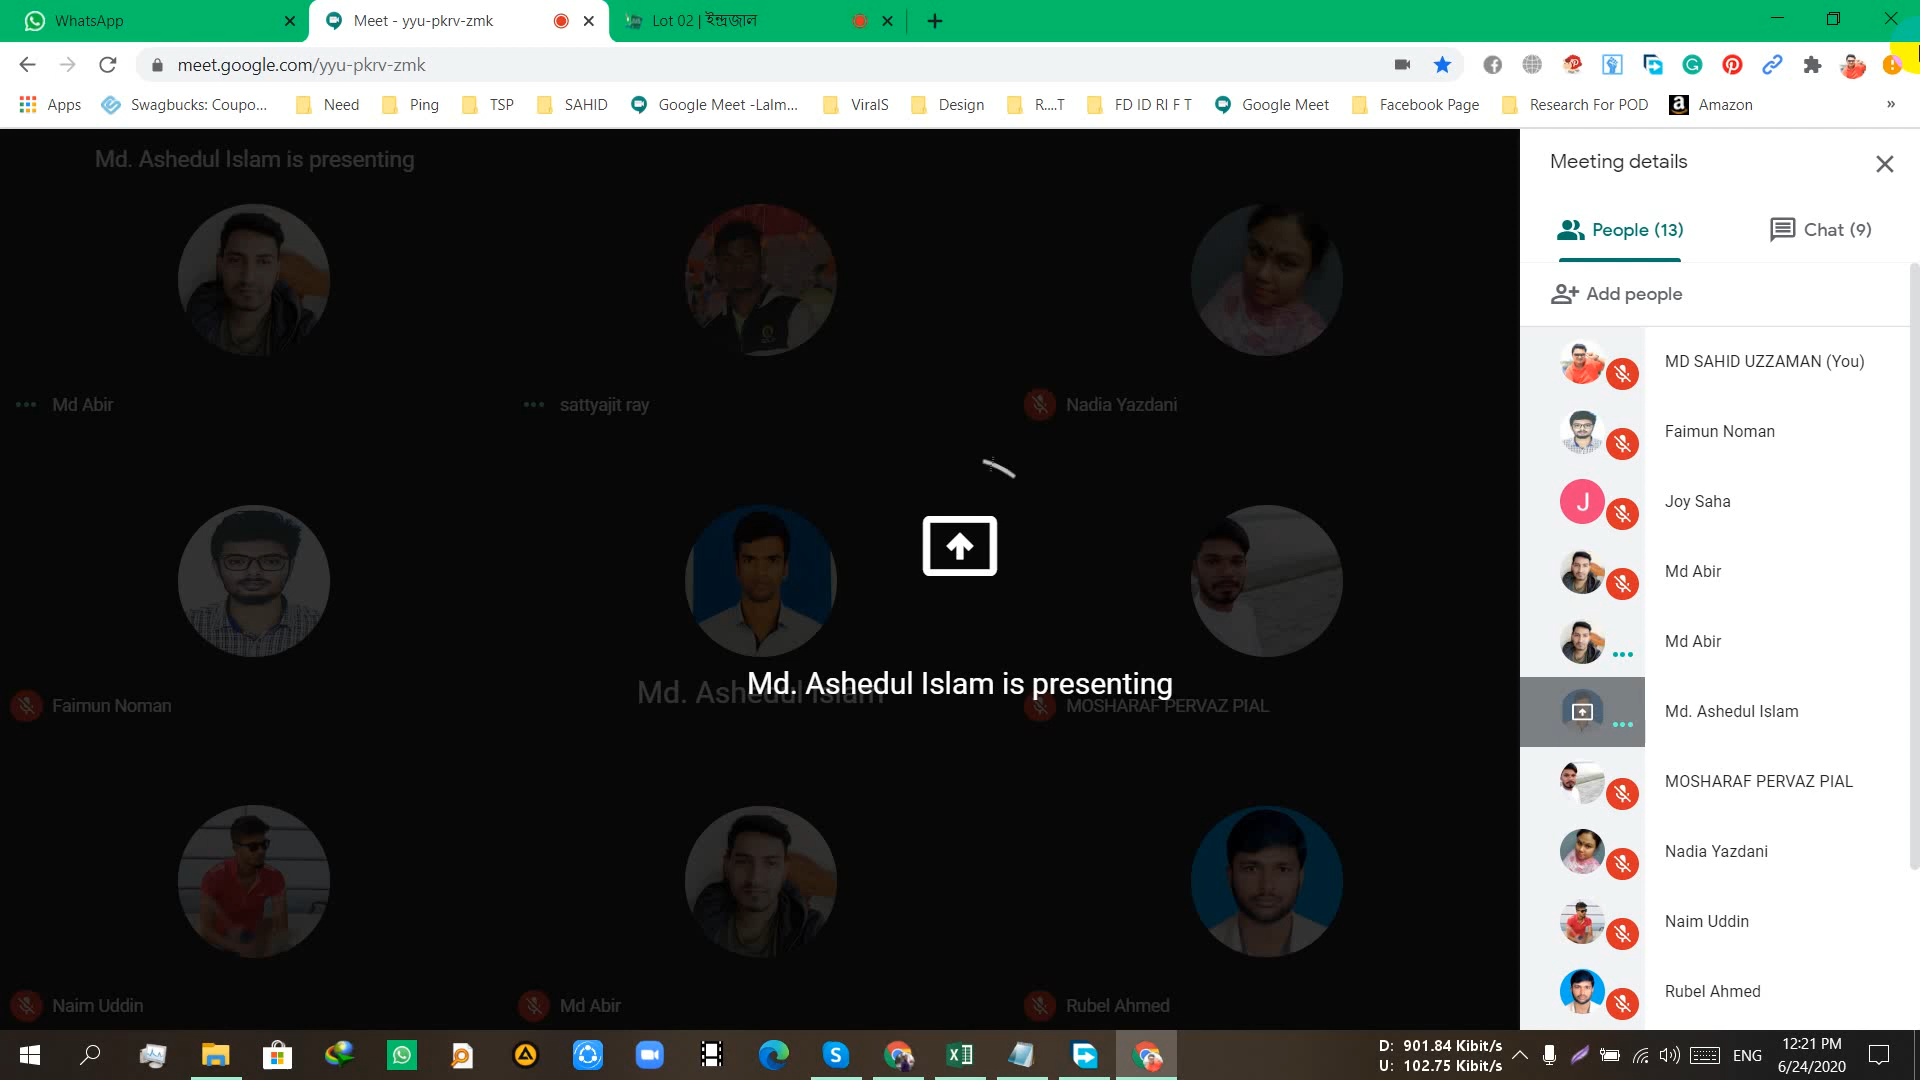 WhatsApp
Meet - yyu-pkrv-zmk
Lot 02 | ইন্দ্রজাল
meet.google.com/yyu-pkrv-zmk
Apps
Swagbucks: Coupo...
Need
Ping
TSP
SAHID
Google Meet -Lalm...
ViralS
Design
R....T
FD ID RI F T
Google Meet
Facebook Page
Research For POD
Amazon
»
Md. Ashedul Islam is presenting
Md Abir
sattyajit ray
Nadia Yazdani
Md. Ashedul Islam
Md. Ashedul Islam is presenting
Faimun Noman
MOSHARAF PERVAZ PIAL
Naim Uddin
Md Abir
Rubel Ahmed
Meeting details
People (13)
Chat (9)
Add people
MD SAHID UZZAMAN (You)
Faimun Noman
J
Joy Saha
Md Abir
Md Abir
Md. Ashedul Islam
MOSHARAF PERVAZ PIAL
Nadia Yazdani
Naim Uddin
Rubel Ahmed
D: 901.84 Kibit/s
U: 102.75 Kibit/s
ENG
12:21 PM
6/24/2020